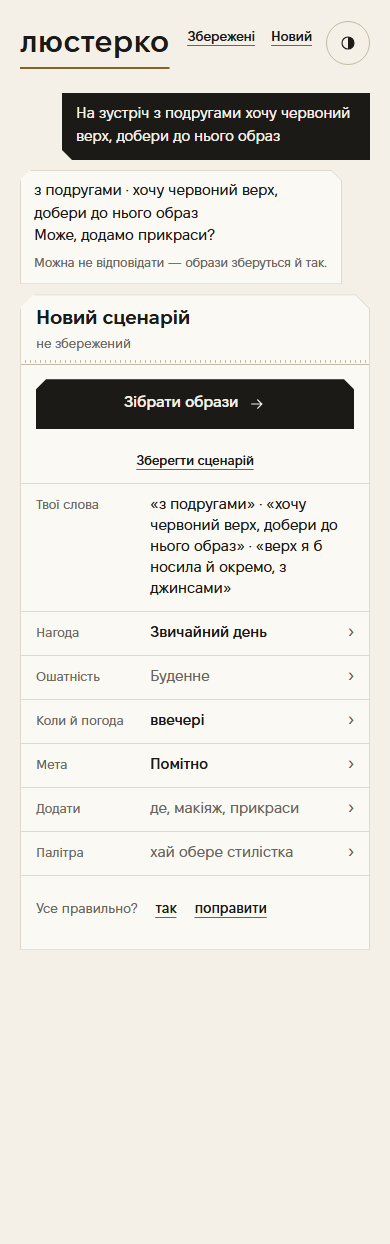 люстерко
Збережені
Новий
На зустріч з подругами хочу червоний
верх, добери до нього образ
з подругами · хочу червоний верх,
добери до нього образ
Може, додамо прикраси?
Можна не відповідати — образи зберуться й так.
Новий сценарій
не збережений
Зібрати образи →
Зберегти сценарій
Твої слова
«з подругами» · «хочу
червоний верх, добери до
нього образ» · «верх я б
носила й окремо, з
джинсами»
Нагода Звичайний день ›
Ошатність Буденне ›
Коли й погода ввечері ›
Мета Помітно ›
Додати де, макіяж, прикраси ›
Палітра хай обере стилістка ›
Усе правильно? так поправити